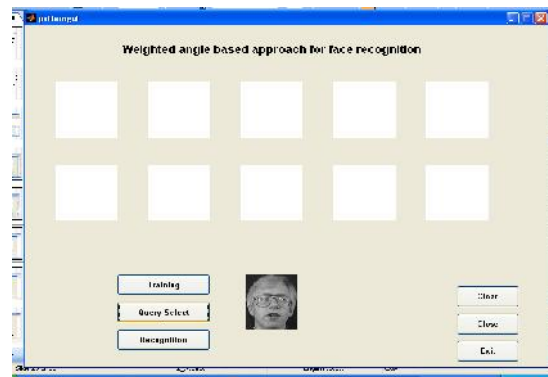 Weighted angle based approach for face recognition
Training
Query Select
Recognition
Clear
Close
Exit